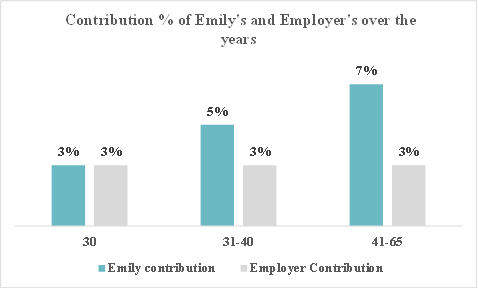 Contribution % of Emily's and Employer's over the
years
3% 3% 5% 3% 7% 3%
30 31-40 41-65
Emily contribution Employer Contribution